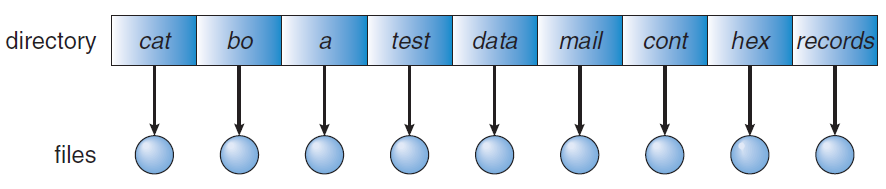 directory cat bo a test data mail cont hex records
files